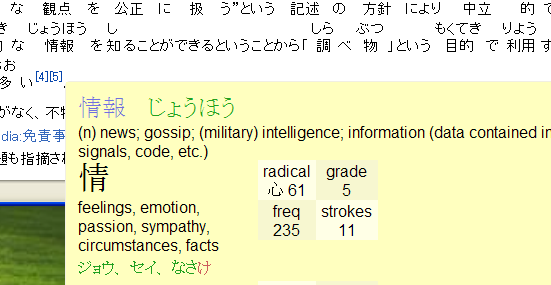 な 観点 を 公正 に 扱 う”という 記述 の 方針 により 中立 的 で
き じょうほう し しら ぶつ もくてき りよう
な 情報 を知ることができるということから「調べ物」という 目的 で 利用す
お
多い[4][5]
がなく、不特
dia:免責事
題も指摘され
情報 じょうほう
(n) news; gossip; (military) intelligence; information (data contained in
signals, code, etc.)
情
feelings, emotion,
passion, sympathy,
circumstances, facts
ジョウ、 セイ、 なさけ
radical grade
心 61 5
freq strokes
235 11